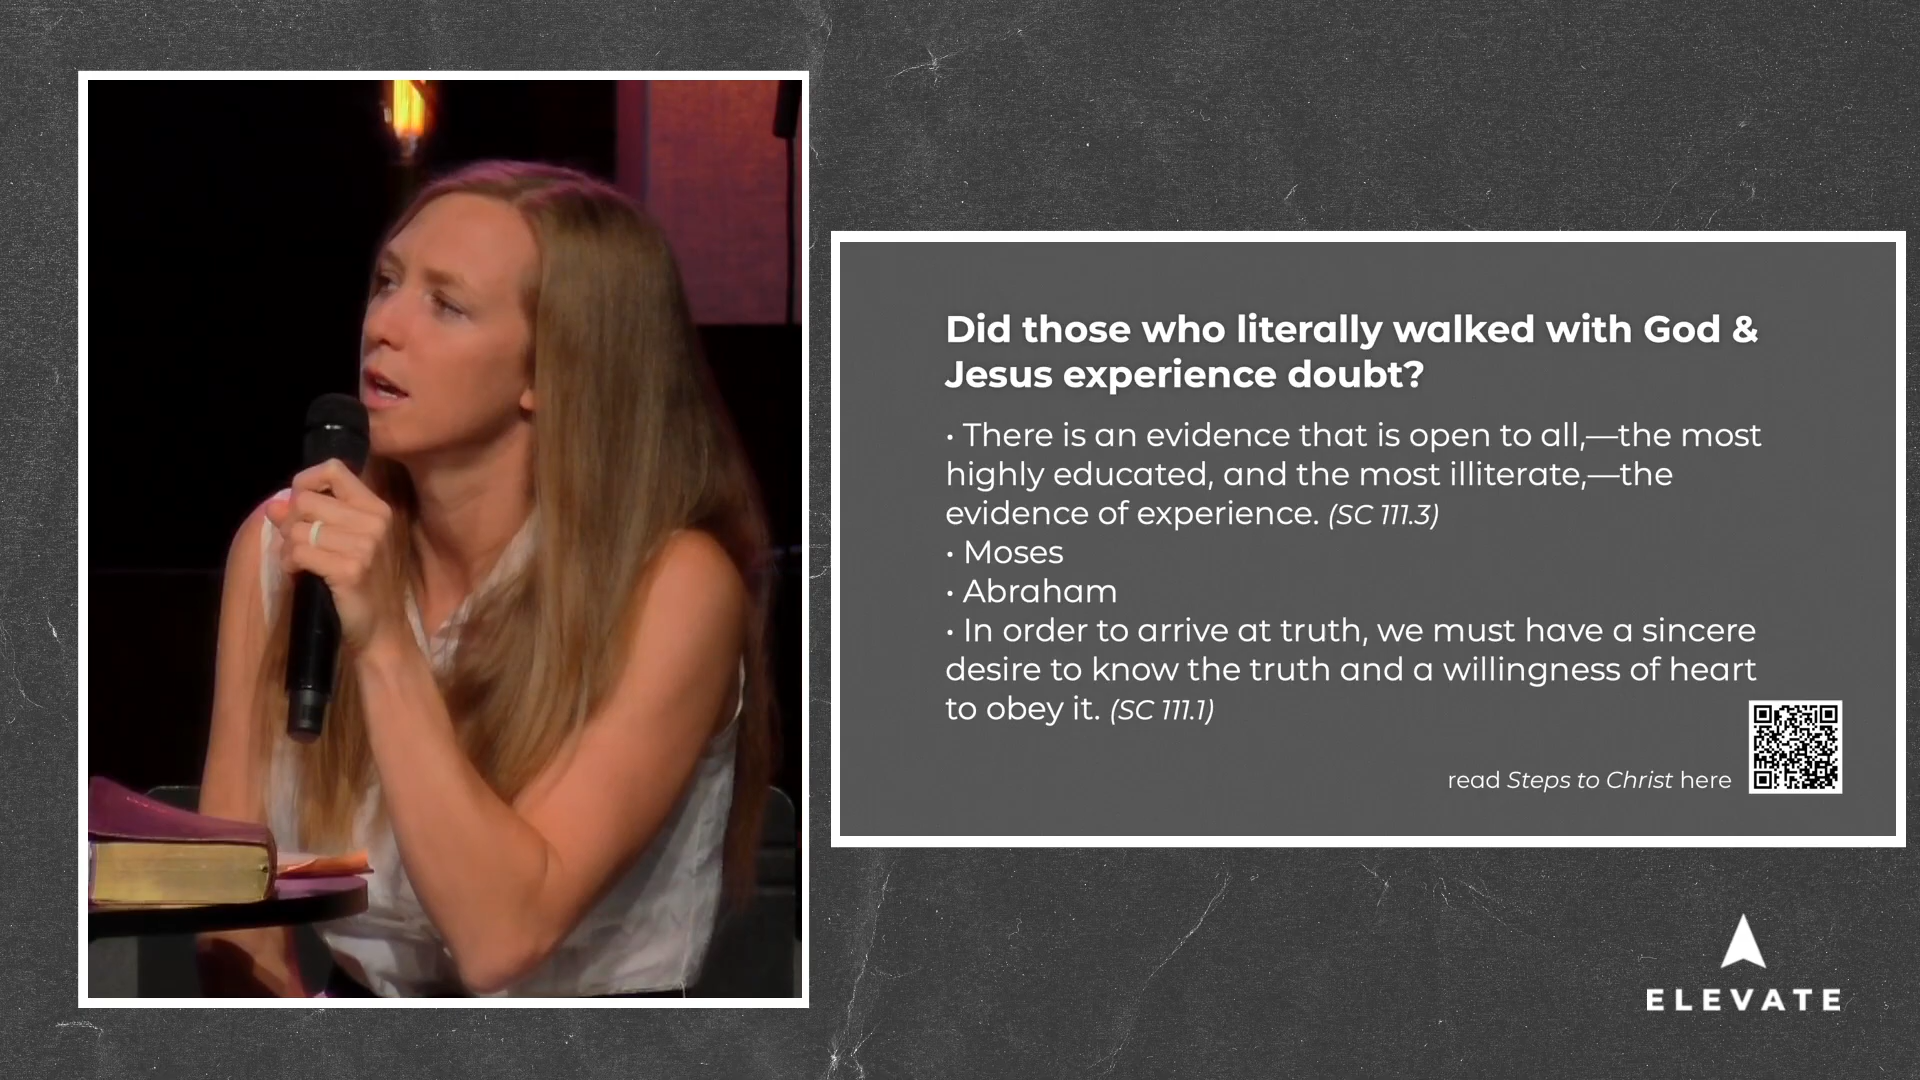 Did those who literally walked with God &
Jesus experience doubt?
• There is an evidence that is open to all,—the most
highly educated, and the most illiterate,—the
evidence of experience. (SC 111.3)
• Moses
• Abraham
• In order to arrive at truth, we must have a sincere
desire to know the truth and a willingness of heart
to obey it. (SC 111.1)
read Steps to Christ here
ELEVATE